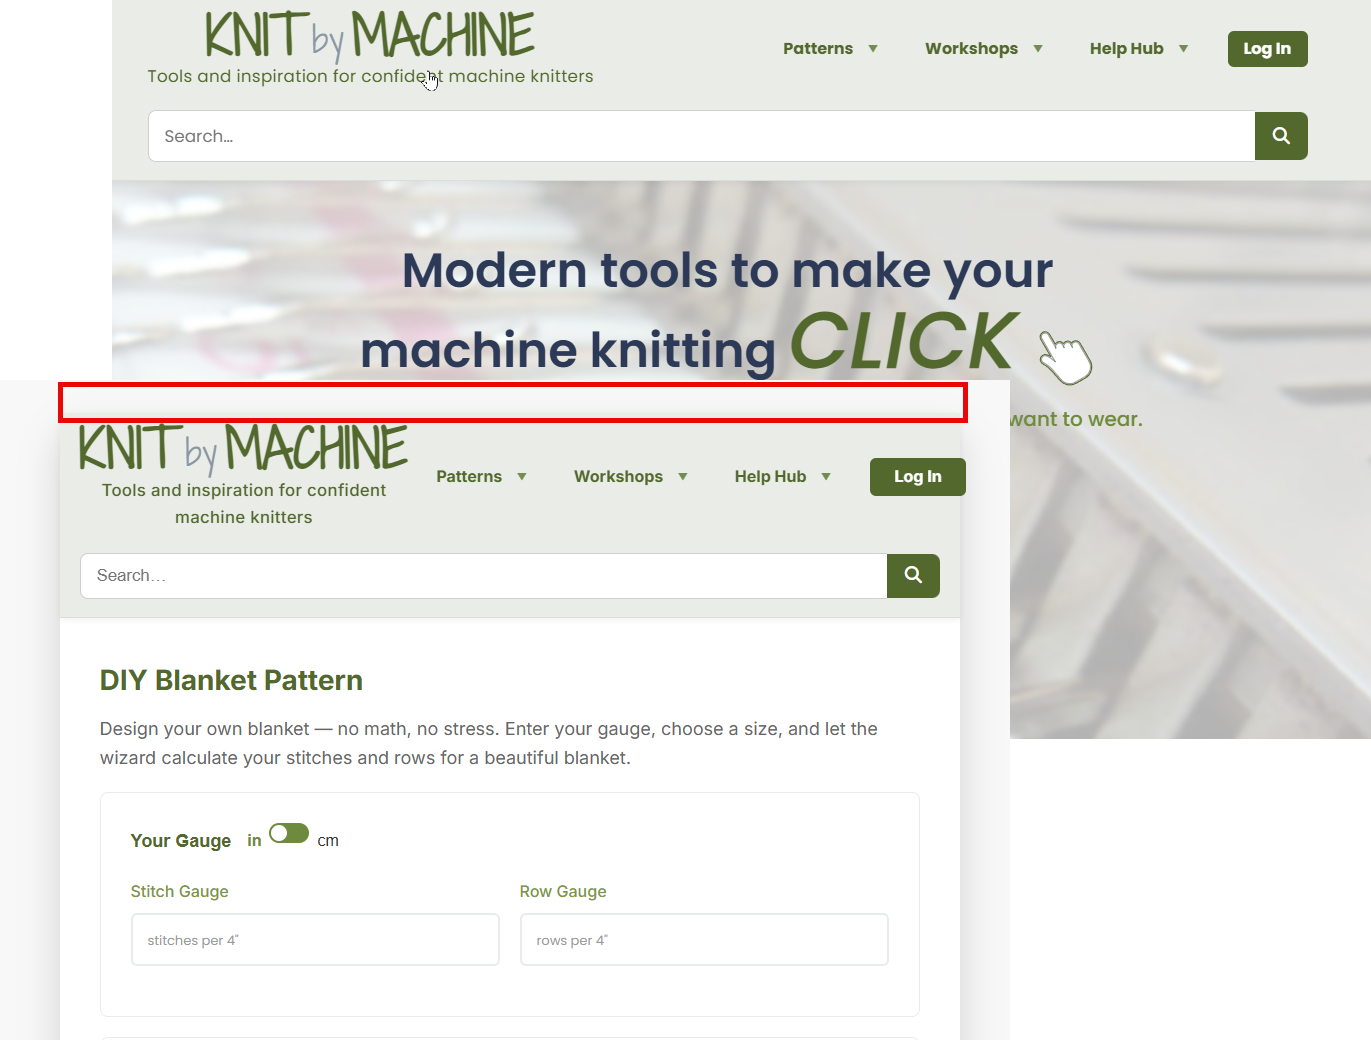 KNIT by MACHINE
Tools and inspiration for confident machine knitters
Patterns ▼ Workshops ▼ Help Hub ▼ Log In
Search...
Modern tools to make your
machine knitting CLICK
want to wear.
KNIT by MACHINE
Tools and inspiration for confident
machine knitters
Patterns ▼ Workshops ▼ Help Hub ▼ Log In
Search...
DIY Blanket Pattern
Design your own blanket — no math, no stress. Enter your gauge, choose a size, and let the
wizard calculate your stitches and rows for a beautiful blanket.
Your Gauge in cm
Stitch Gauge Row Gauge
stitches per 4" rows per 4"